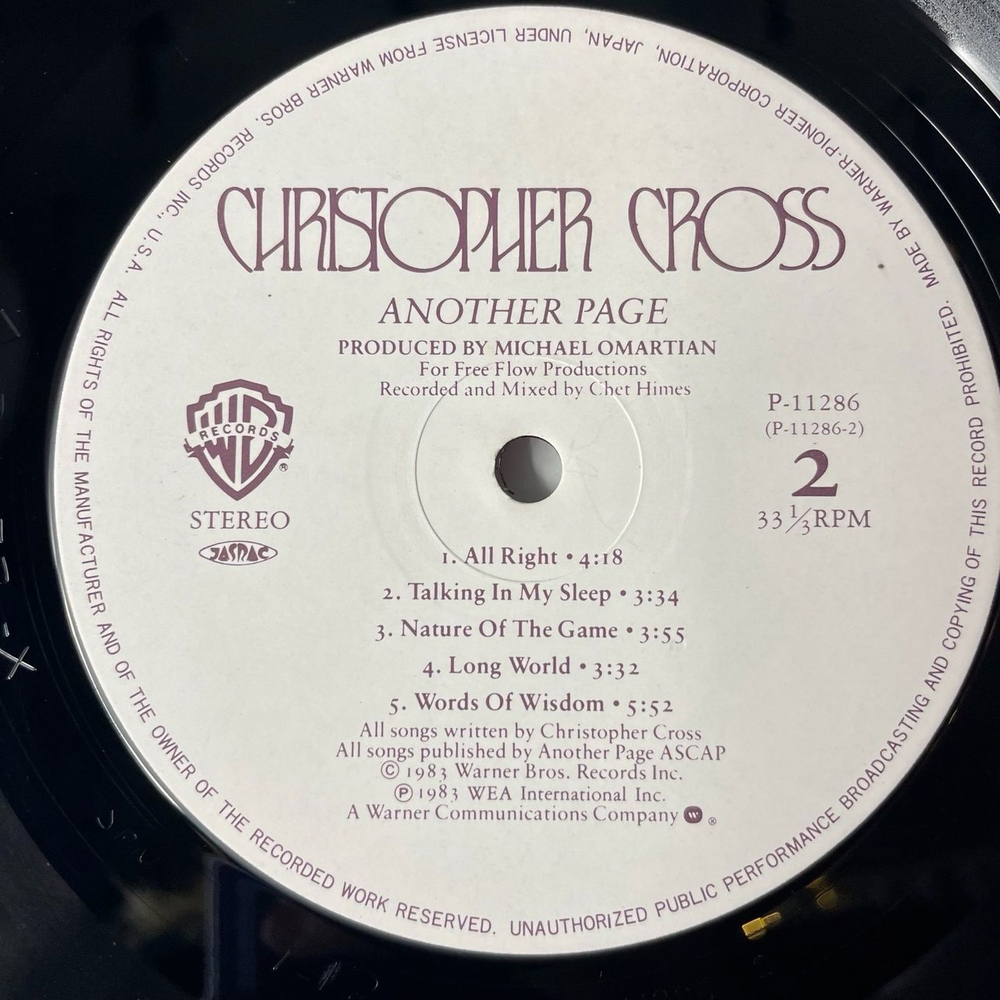 CHRISTOPHER CROSS
ANOTHER PAGE
PRODUCED BY MICHAEL OMARTIAN
For Free Flow Productions
Recorded and Mixed by Chet Himes
WB
RECORDS
®
STEREO
JASRAC
P-11286
(P-11286-2)
2
33 1/3 RPM
1. All Right • 4:18
2. Talking In My Sleep • 3:34
3. Nature Of The Game • 3:55
4. Long World • 3:32
5. Words Of Wisdom • 5:52
All songs written by Christopher Cross
All songs published by Another Page ASCAP
© 1983 Warner Bros. Records Inc.
℗ 1983 WEA International Inc.
A Warner Communications Company W ®
MADE BY WARNER-PIONEER CORPORATION, JAPAN, UNDER LICENSE FROM WARNER BROS. RECORDS INC., U.S.A. ALL RIGHTS OF THE MANUFACTURER AND OF THE OWNER OF THE RECORDED WORK RESERVED. UNAUTHORIZED PUBLIC PERFORMANCE BROADCASTING AND COPYING OF THIS RECORD PROHIBITED.